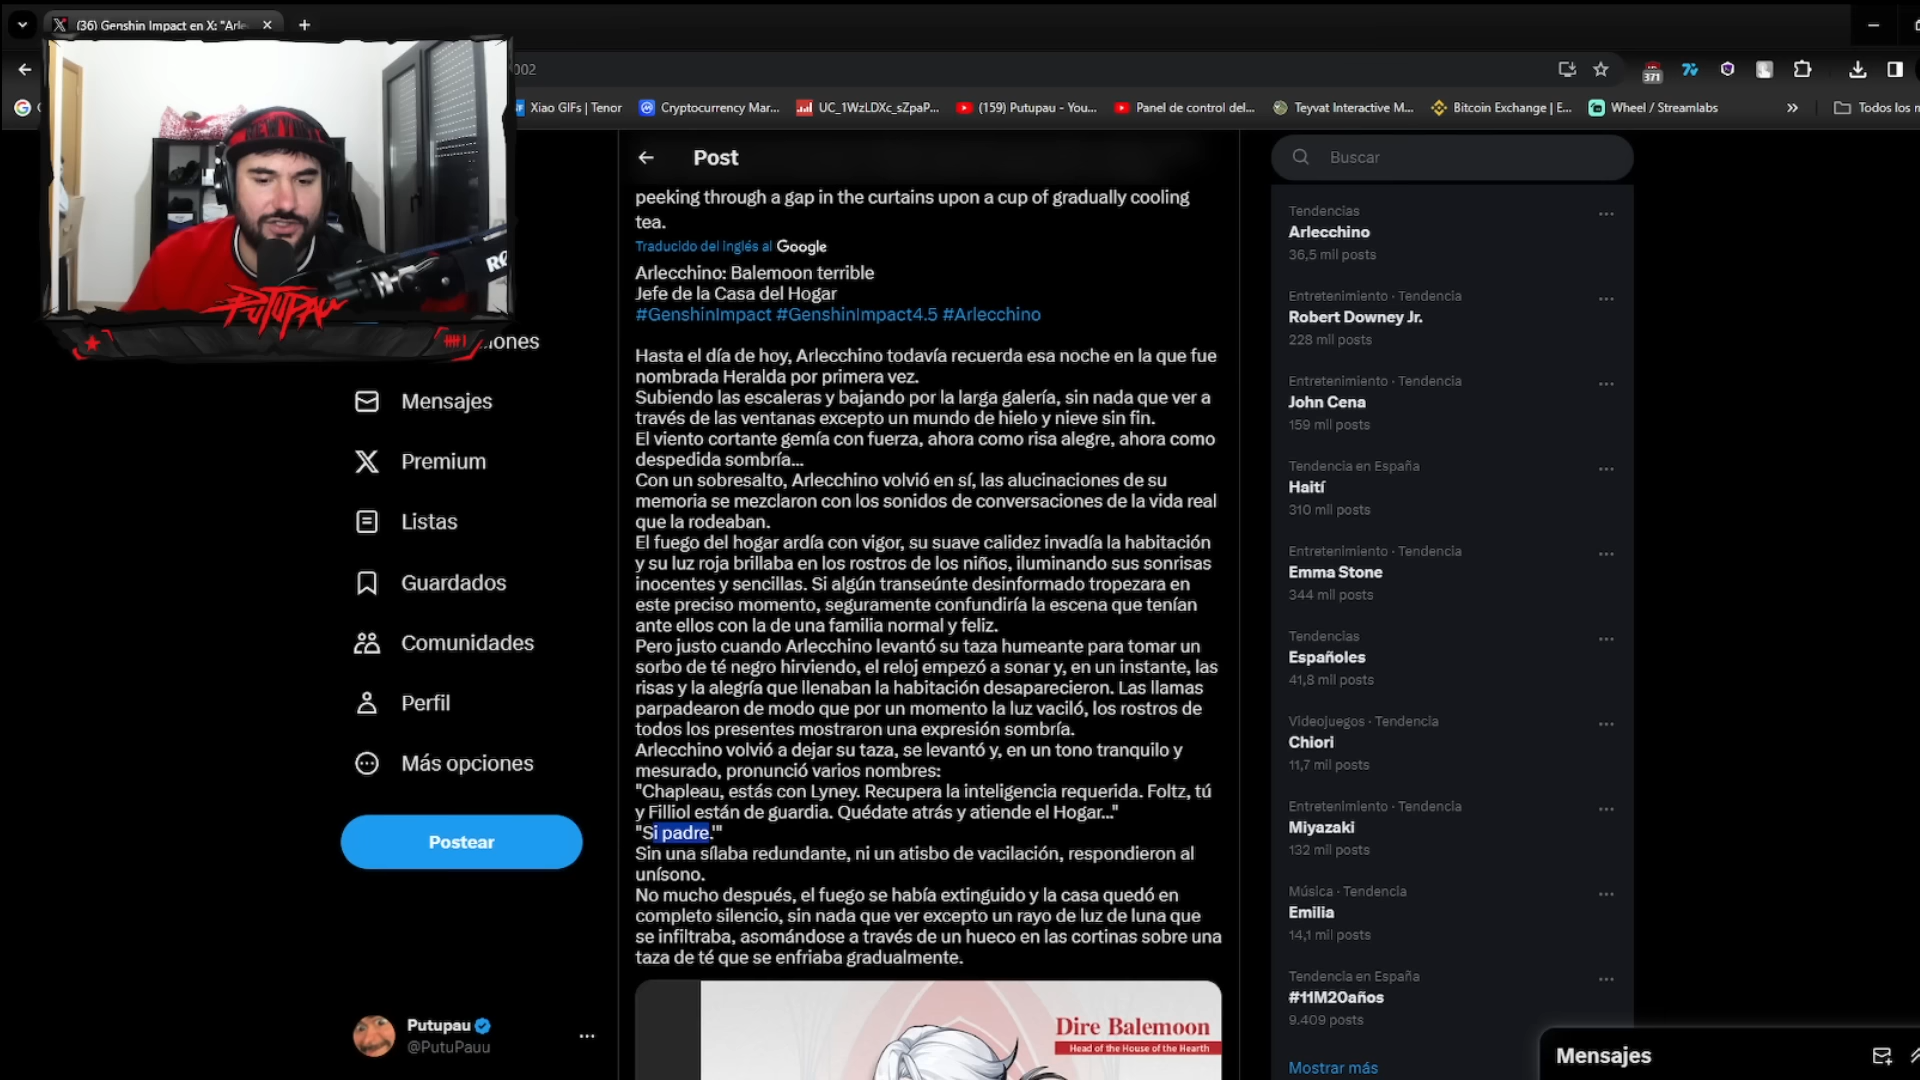 (36) Genshin Impact en X: "Arle
002
371
Xiao GIFs | Tenor
Cryptocurrency Mar...
UC_1WzLDXc_sZpaP...
(159) Putupau - You...
Panel de control del...
Teyvat Interactive M...
Bitcoin Exchange | E...
Wheel / Streamlabs
»
Todos los m
NEW YORK
PUTUPAU
...iones
Mensajes
Premium
Listas
Guardados
Comunidades
Perfil
Más opciones
Postear
Putupau
@PutuPauu
Post
peeking through a gap in the curtains upon a cup of gradually cooling
tea.
Traducido del inglés al Google
Arlecchino: Balemoon terrible
Jefe de la Casa del Hogar
#GenshinImpact #GenshinImpact4.5 #Arlecchino
Hasta el día de hoy, Arlecchino todavía recuerda esa noche en la que fue
nombrada Heralda por primera vez.
Subiendo las escaleras y bajando por la larga galería, sin nada que ver a
través de las ventanas excepto un mundo de hielo y nieve sin fin.
El viento cortante gemía con fuerza, ahora como risa alegre, ahora como
despedida sombría...
Con un sobresalto, Arlecchino volvió en sí, las alucinaciones de su
memoria se mezclaron con los sonidos de conversaciones de la vida real
que la rodeaban.
El fuego del hogar ardía con vigor, su suave calidez invadía la habitación
y su luz roja brillaba en los rostros de los niños, iluminando sus sonrisas
inocentes y sencillas. Si algún transeúnte desinformado tropezara en
este preciso momento, seguramente confundiría la escena que tenían
ante ellos con la de una familia normal y feliz.
Pero justo cuando Arlecchino levantó su taza humeante para tomar un
sorbo de té negro hirviendo, el reloj empezó a sonar y, en un instante, las
risas y la alegría que llenaban la habitación desaparecieron. Las llamas
parpadearon de modo que por un momento la luz vaciló, los rostros de
todos los presentes mostraron una expresión sombría.
Arlecchino volvió a dejar su taza, se levantó y, en un tono tranquilo y
mesurado, pronunció varios nombres:
"Chapleau, estás con Lyney. Recupera la inteligencia requerida. Foltz, tú
y Filliol están de guardia. Quédate atrás y atiende el Hogar..."
"Si padre.'"
Sin una sílaba redundante, ni un atisbo de vacilación, respondieron al
unísono.
No mucho después, el fuego se había extinguido y la casa quedó en
completo silencio, sin nada que ver excepto un rayo de luz de luna que
se infiltraba, asomándose a través de un hueco en las cortinas sobre una
taza de té que se enfriaba gradualmente.
Dire Balemoon
Head of the House of the Hearth
Buscar
Tendencias
Arlecchino
36,5 mil posts
Entretenimiento · Tendencia
Robert Downey Jr.
228 mil posts
Entretenimiento · Tendencia
John Cena
159 mil posts
Tendencia en España
Haití
310 mil posts
Entretenimiento · Tendencia
Emma Stone
344 mil posts
Tendencias
Españoles
41,8 mil posts
Videojuegos · Tendencia
Chiori
11,7 mil posts
Entretenimiento · Tendencia
Miyazaki
132 mil posts
Música · Tendencia
Emilia
14,1 mil posts
Tendencia en España
#11M20años
9.409 posts
Mostrar más
Mensajes